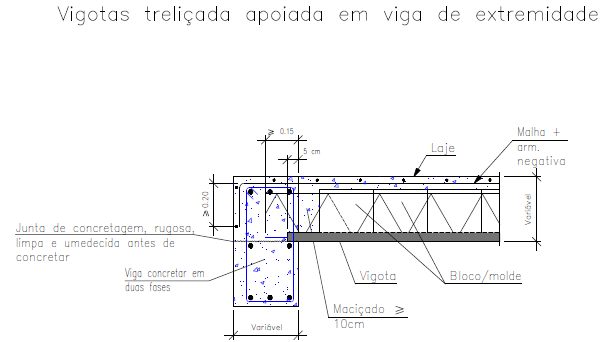 Vigotas treliçada apoiada em viga de extremidade
≥ 0.15
5 cm
Laje
Malha +
arm.
negativa
≥ 0.20
Variável
Junta de concretagem, rugosa,
limpa e umedecida antes de
concretar
Viga concretar em
duas fases
Vigota
Bloco/molde
Maciçado ≥
10cm
Variável